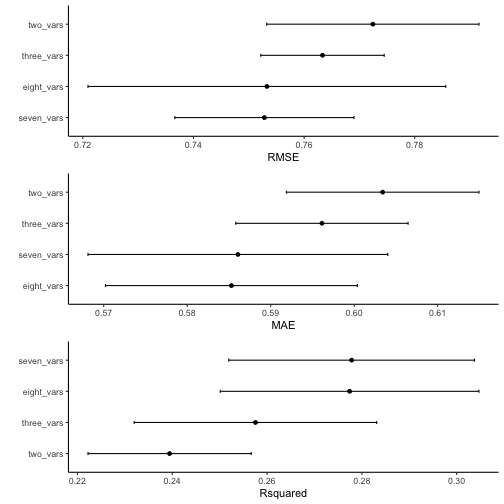 two_vars
three_vars
eight_vars
seven_vars
0.72 0.74 0.76 0.78
RMSE
two_vars
three_vars
seven_vars
eight_vars
0.57 0.58 0.59 0.60 0.61
MAE
seven_vars
eight_vars
three_vars
two_vars
0.22 0.24 0.26 0.28 0.30
Rsquared